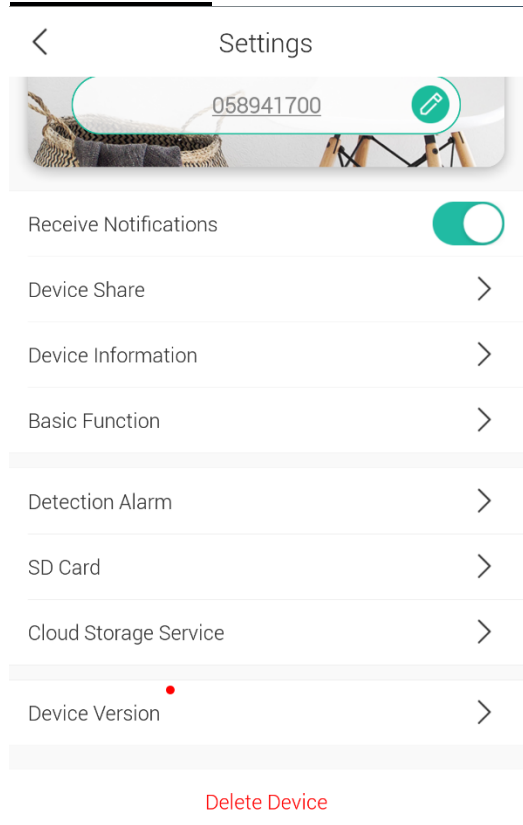 Settings
058941700
Receive Notifications
Device Share
Device Information
Basic Function
Detection Alarm
SD Card
Cloud Storage Service
Device Version
Delete Device